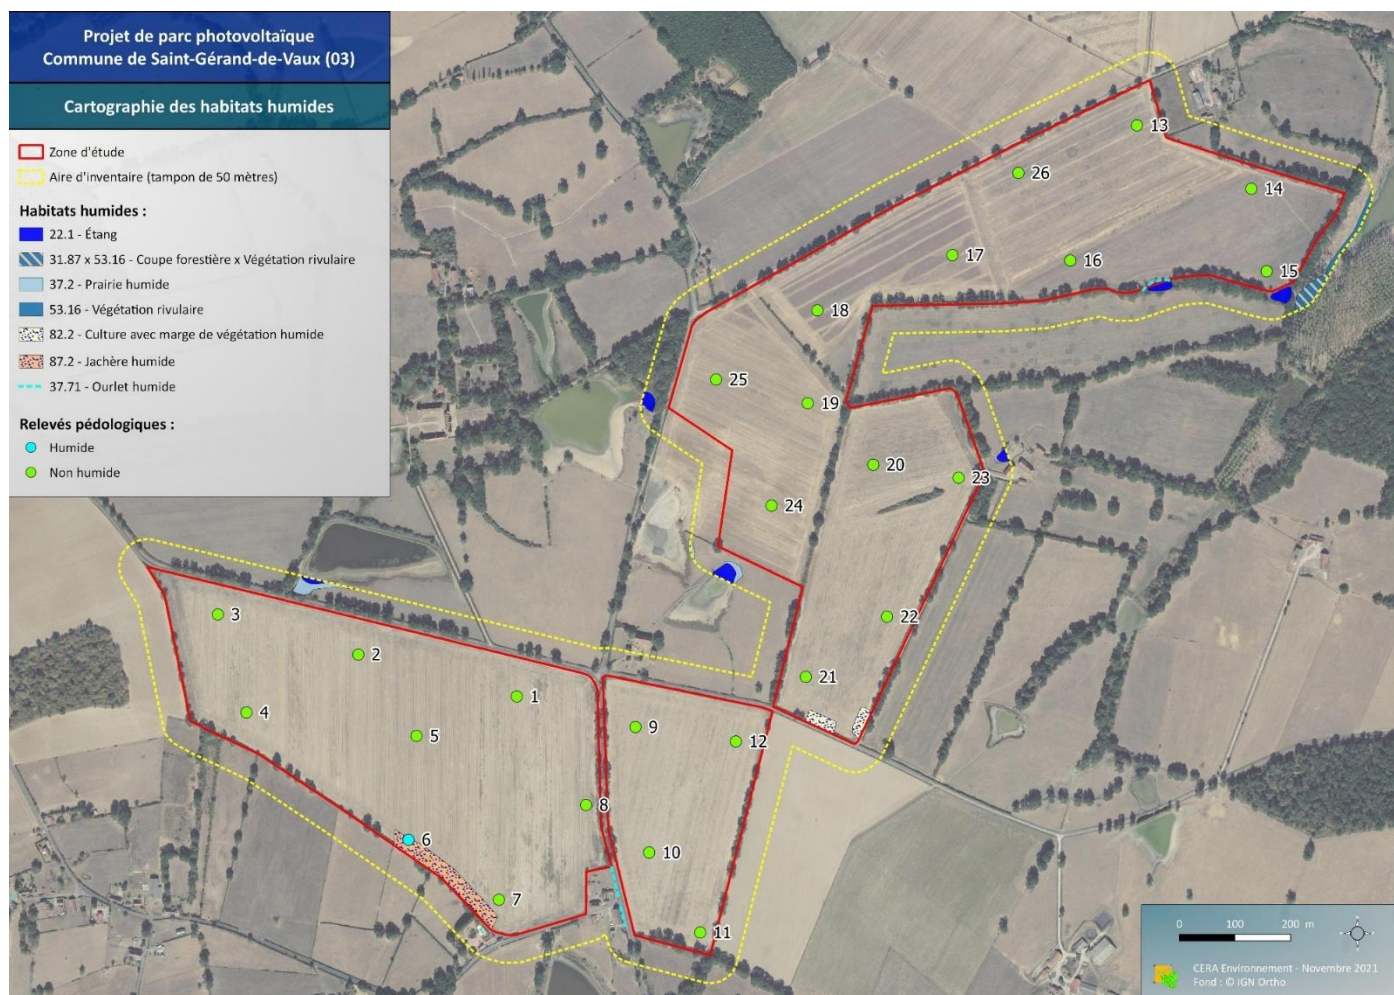 Projet de parc photovoltaïque
Commune de Saint-Gérand-de-Vaux (03)
Cartographie des habitats humides
Zone d'étude
Aire d'inventaire (tampon de 50 mètres)
Habitats humides :
22.1 - Étang
31.87 x 53.16 - Coupe forestière x Végétation rivulaire
37.2 - Prairie humide
53.16 - Végétation rivulaire
82.2 - Culture avec marge de végétation humide
87.2 - Jachère humide
37.71 - Ourlet humide
Relevés pédologiques :
Humide
Non humide
13
26
14
17
16
15
18
25
19
20
23
24
3
22
2
21
1
4
9
5
12
8
6
10
7
11
0 100 200 m
CERA Environnement - Novembre 2021
Fond : © IGN Ortho